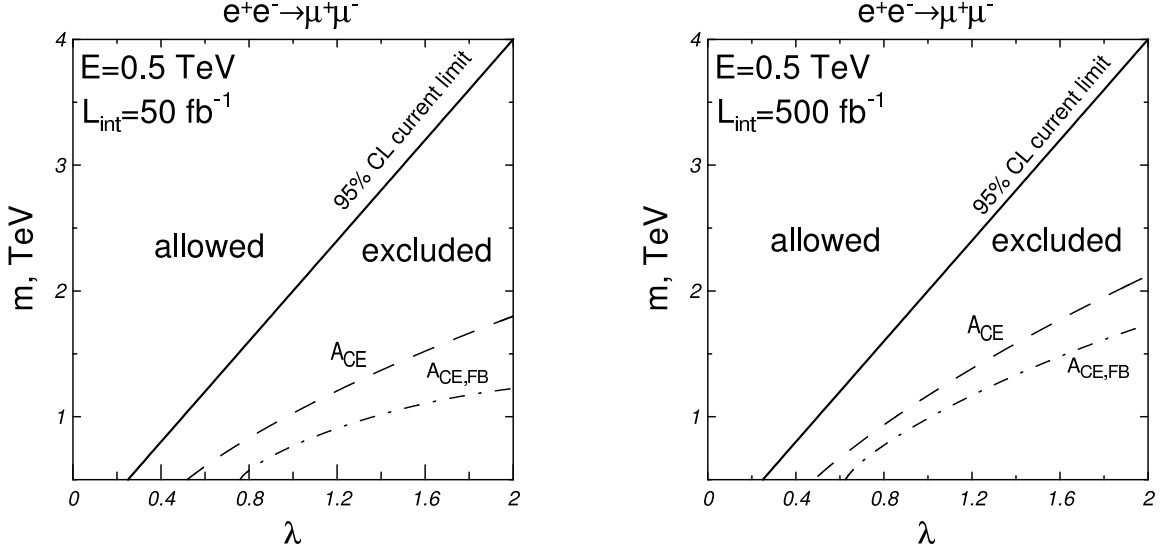 e⁺e⁻→μ⁺μ⁻
E=0.5 TeV
L_int=50 fb⁻¹
95% CL current limit
allowed
excluded
A_CE
A_CE,FB
m, TeV
4
3
2
1
0
0.4
0.8
1.2
1.6
2
λ
e⁺e⁻→μ⁺μ⁻
E=0.5 TeV
L_int=500 fb⁻¹
95% CL current limit
allowed
excluded
A_CE
A_CE,FB
m, TeV
4
3
2
1
0
0.4
0.8
1.2
1.6
2
λ